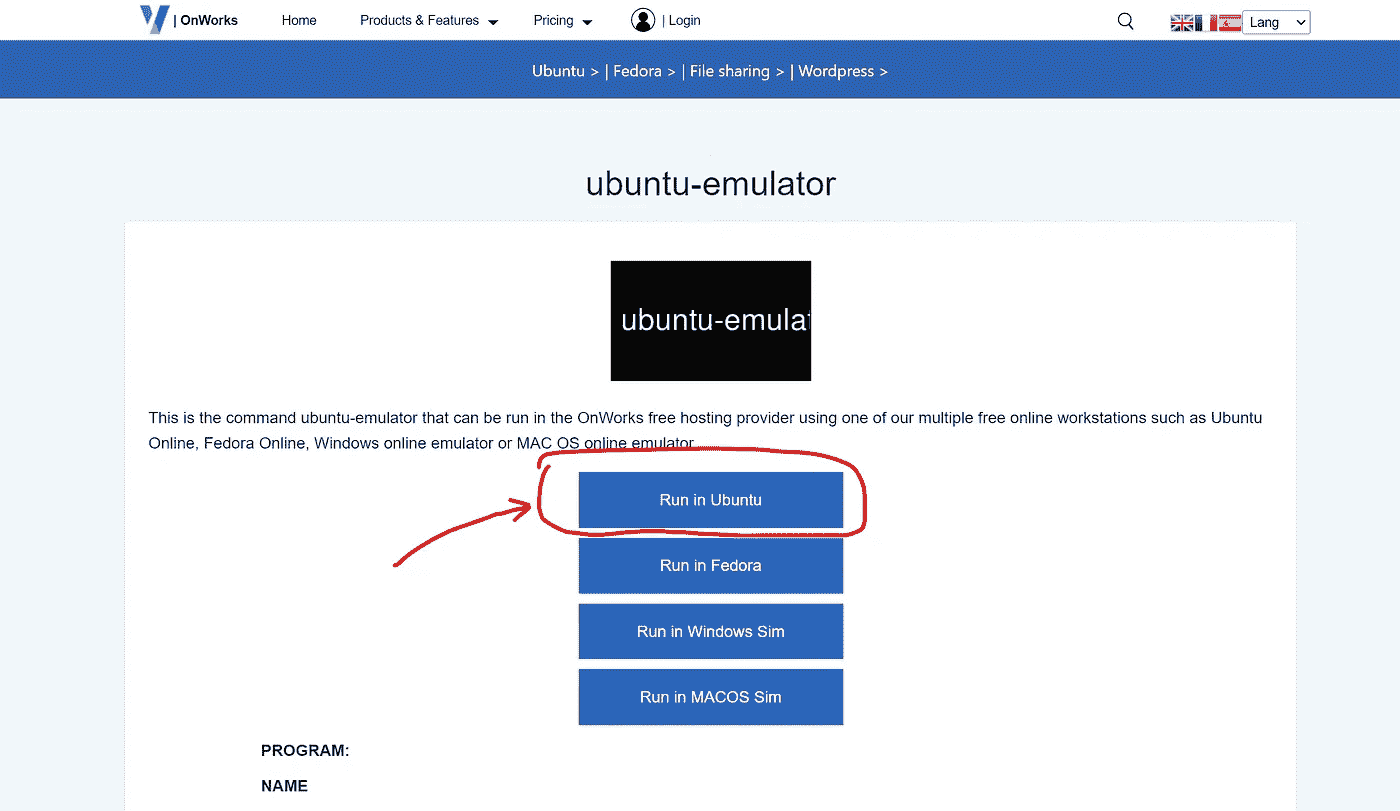 | OnWorks Home Products & Features Pricing | Login Lang
Ubuntu > | Fedora > | File sharing > | Wordpress >
ubuntu-emulator
ubuntu-emulat
This is the command ubuntu-emulator that can be run in the OnWorks free hosting provider using one of our multiple free online workstations such as Ubuntu
Online, Fedora Online, Windows online emulator or MAC OS online emulator
Run in Ubuntu
Run in Fedora
Run in Windows Sim
Run in MACOS Sim
PROGRAM:
NAME